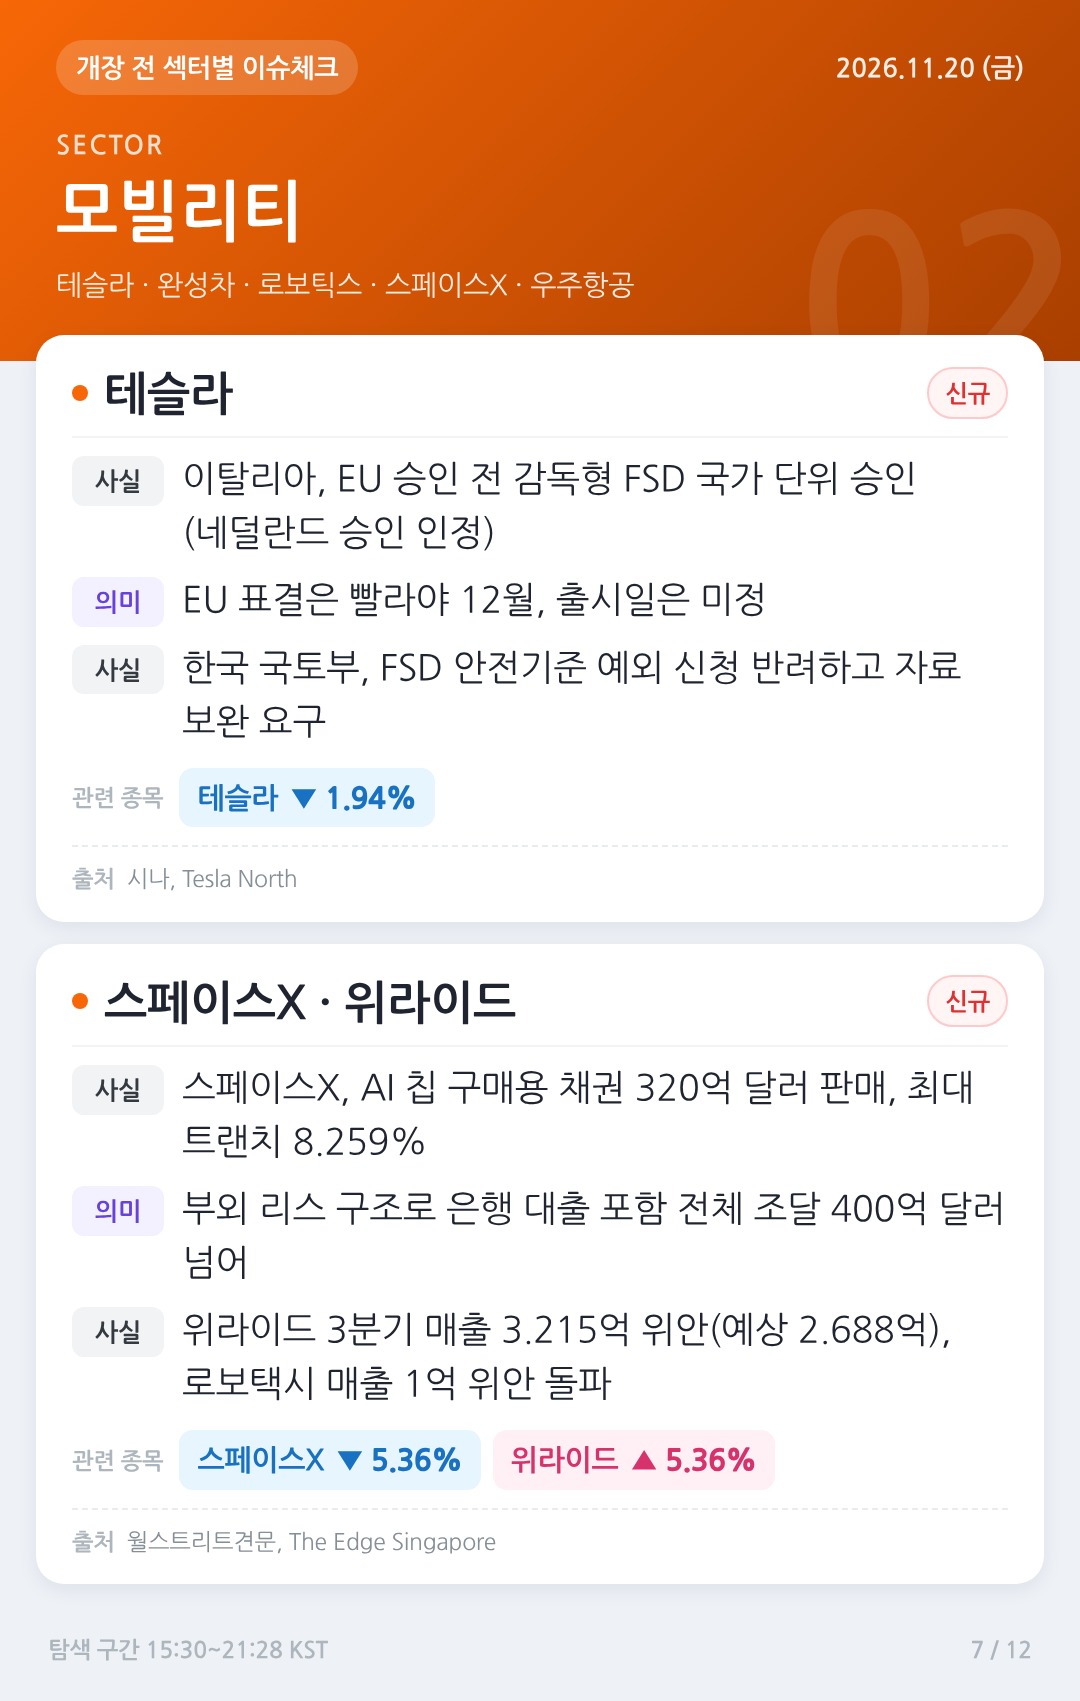 개장 전 섹터별 이슈체크
2026.11.20 (금)
SECTOR
모빌리티
테슬라 · 완성차 · 로보틱스 · 스페이스X · 우주항공
02
테슬라
신규
사실 이탈리아, EU 승인 전 감독형 FSD 국가 단위 승인
(네덜란드 승인 인정)
의미 EU 표결은 빨라야 12월, 출시일은 미정
사실 한국 국토부, FSD 안전기준 예외 신청 반려하고 자료
보완 요구
관련 종목 테슬라 ▼ 1.94%
출처 시나, Tesla North
스페이스X · 위라이드
신규
사실 스페이스X, AI 칩 구매용 채권 320억 달러 판매, 최대
트랜치 8.259%
의미 부외 리스 구조로 은행 대출 포함 전체 조달 400억 달러
넘어
사실 위라이드 3분기 매출 3.215억 위안(예상 2.688억),
로보택시 매출 1억 위안 돌파
관련 종목 스페이스X ▼ 5.36% 위라이드 ▲ 5.36%
출처 월스트리트견문, The Edge Singapore
탐색 구간 15:30~21:28 KST
7 / 12